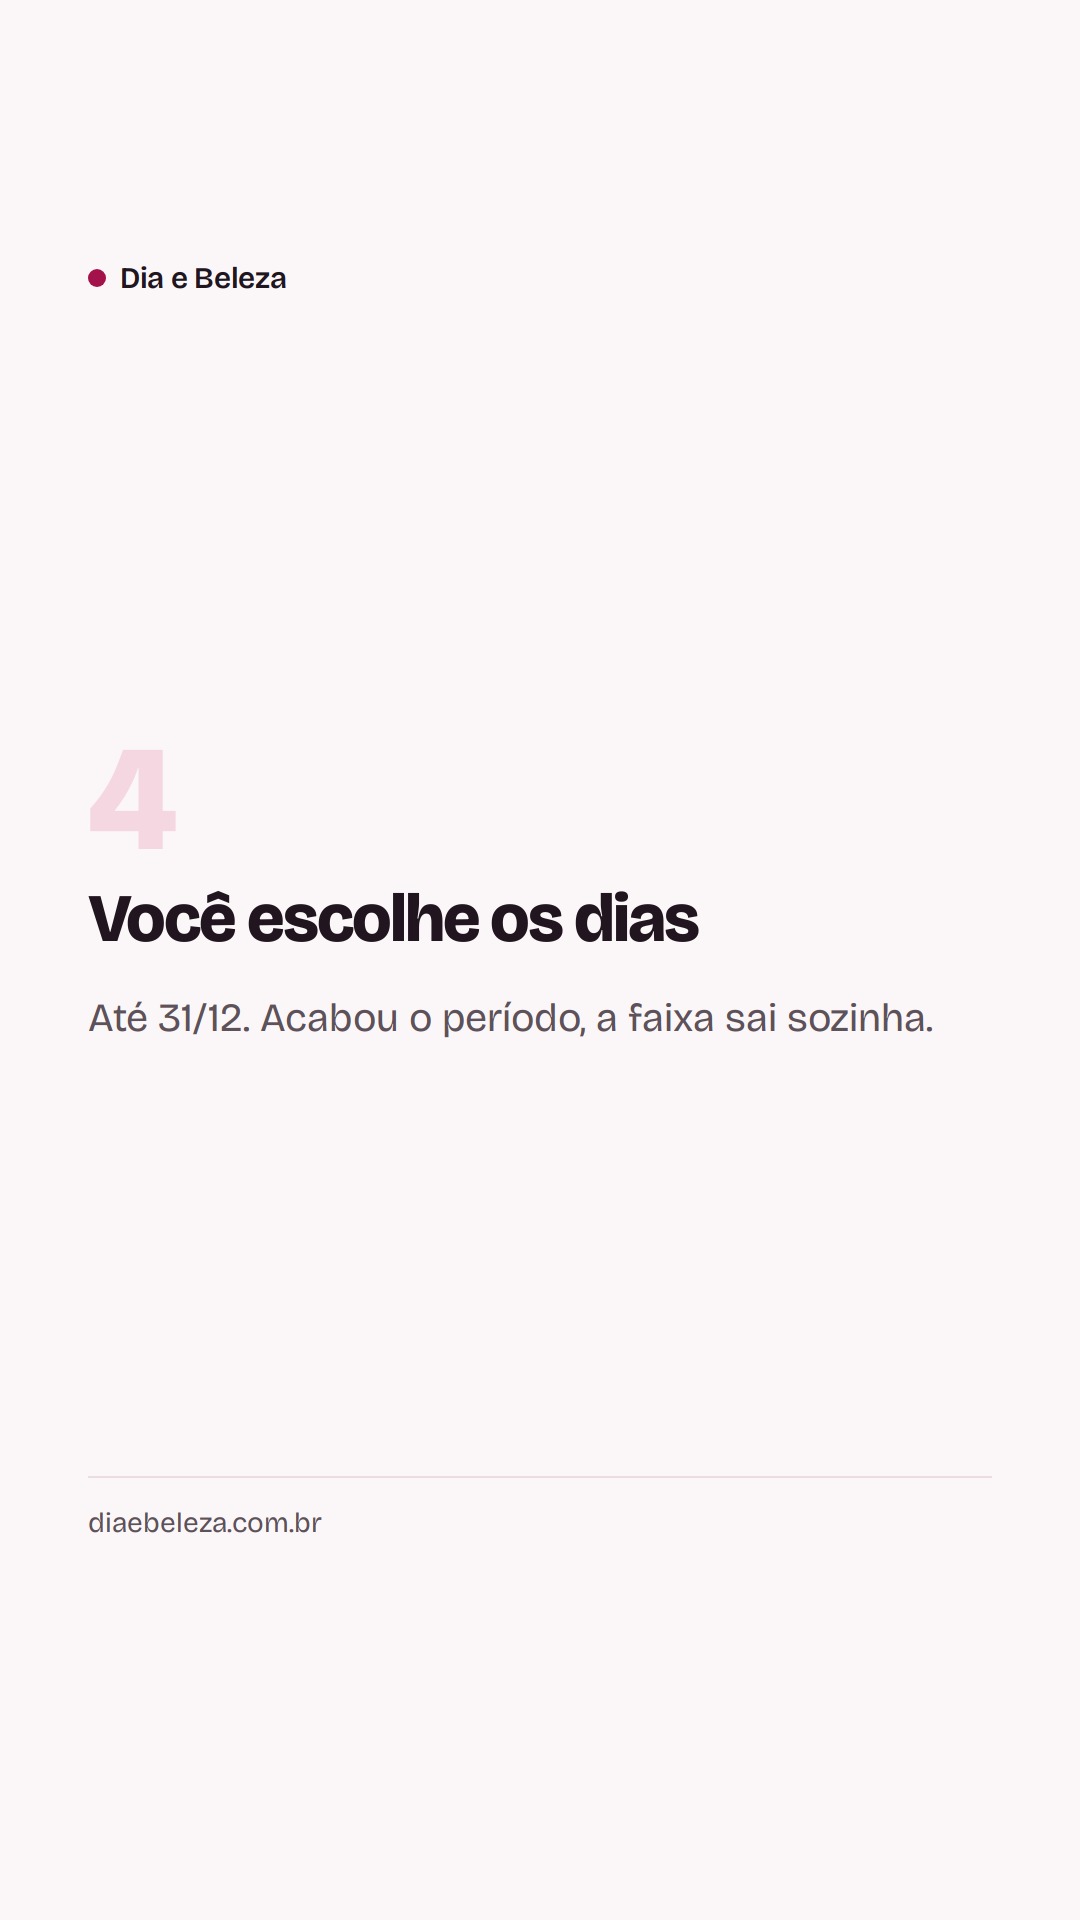 Dia e Beleza
4
Você escolhe os dias
Até 31/12. Acabou o período, a faixa sai sozinha.
diaebeleza.com.br